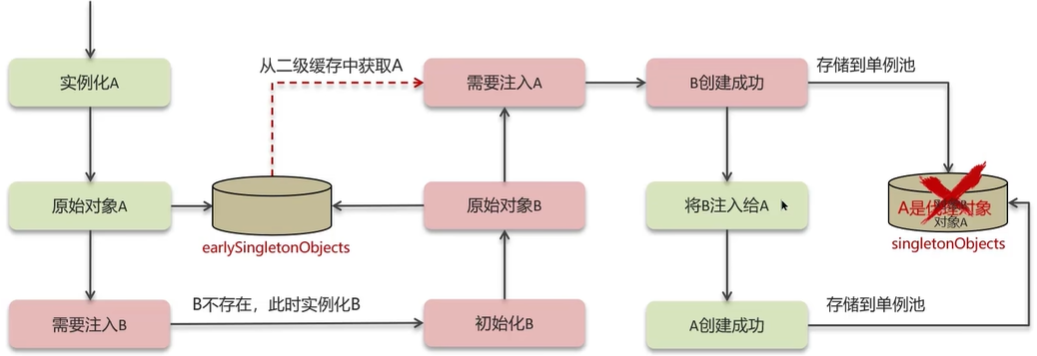 从二级缓存中获取A
存储到单例池
实例化A
需要注入A
B创建成功
原始对象A
原始对象B
将B注入给A
A是代理对象
对象A
earlySingletonObjects
singletonObjects
B不存在，此时实例化B
存储到单例池
需要注入B
初始化B
A创建成功